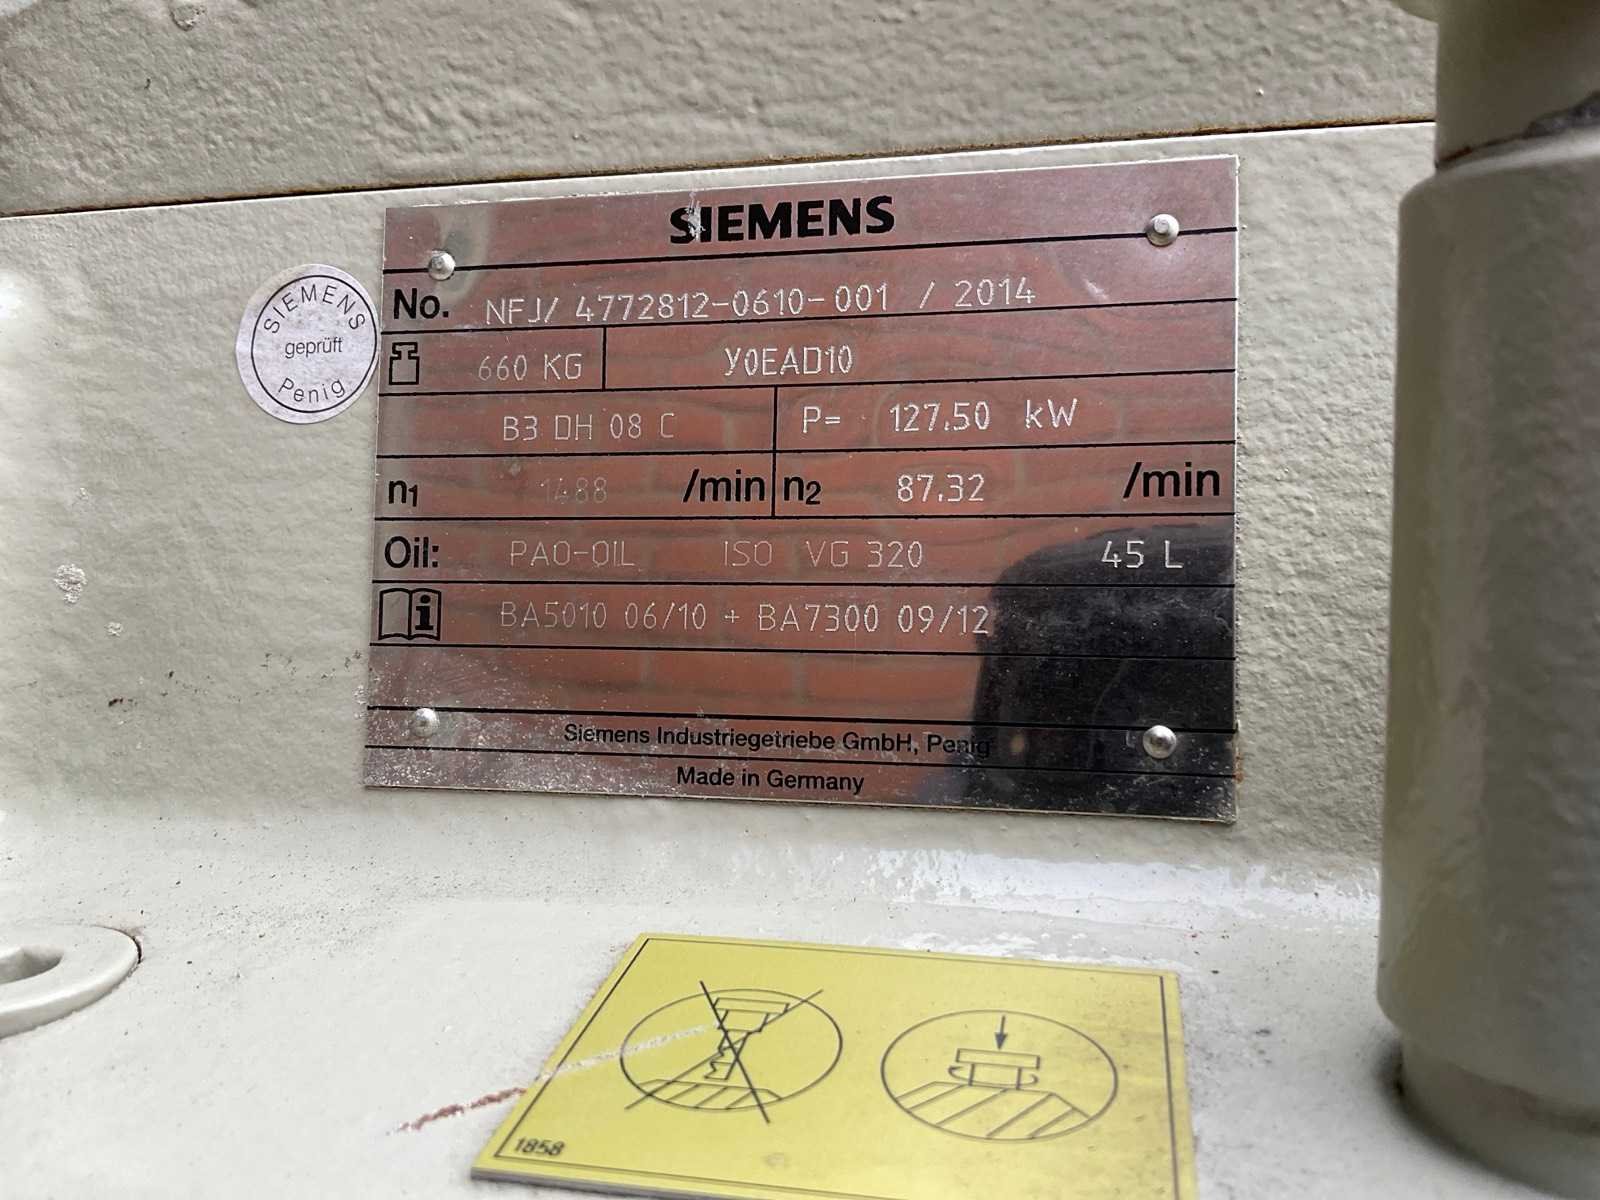 SIEMENS
No. NFJ/ 4772812-0610-001 / 2014
660 KG Y0EAD10
B3 DH 08 C P= 127.50 kW
n1 1488 /min n2 87.32 /min
Oil: PAO-OIL ISO VG 320 45 L
i BA5010 06/10 + BA7300 09/12
Siemens Industriegetriebe GmbH, Penig
Made in Germany
SIEMENS
geprüft
Penig
1858